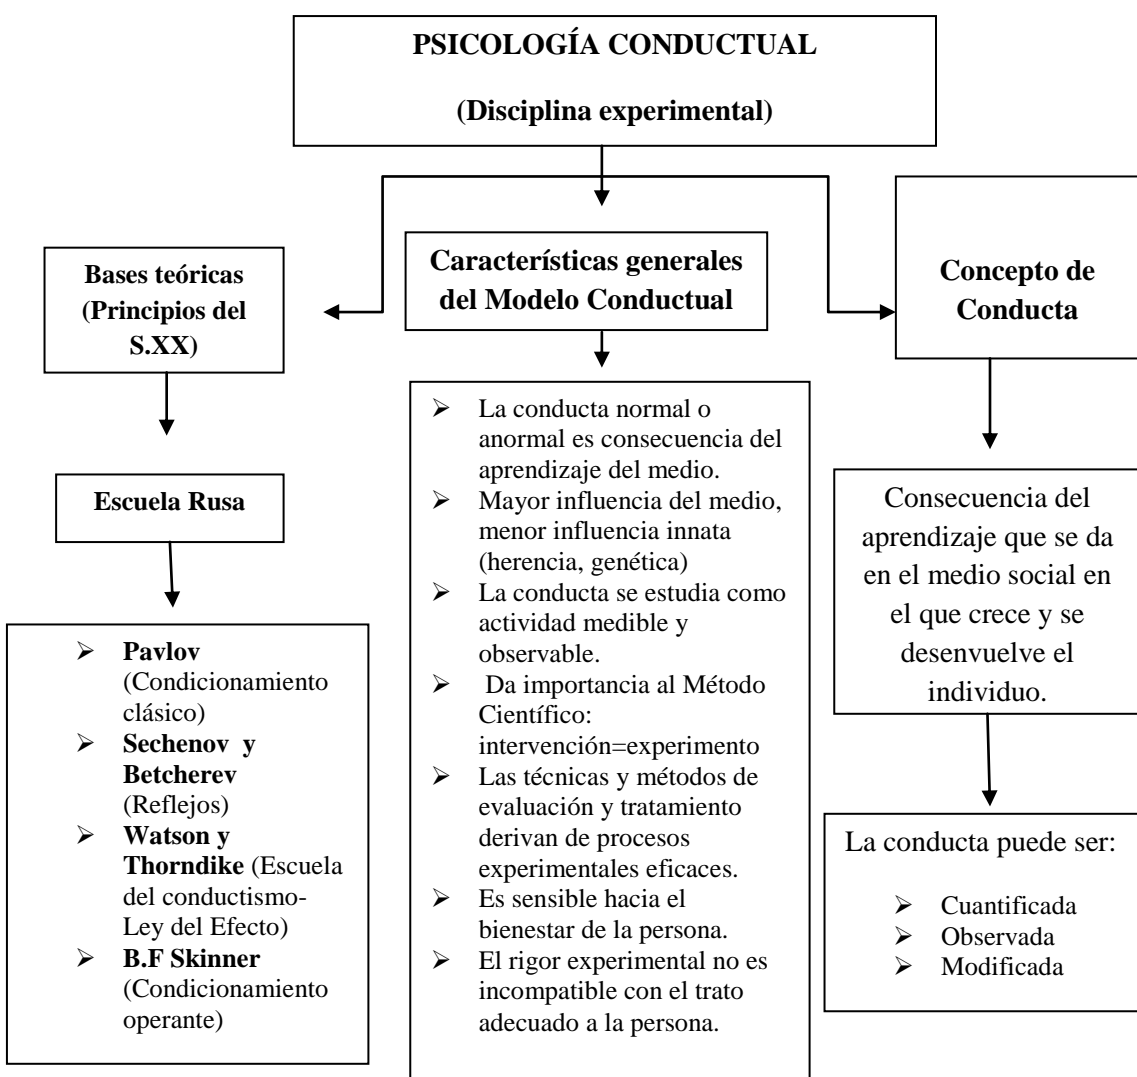 PSICOLOGÍA CONDUCTUAL
(Disciplina experimental)
Bases teóricas
(Principios del
S.XX)
Escuela Rusa
➢ Pavlov
(Condicionamiento
clásico)
➢ Sechenov y
Betcherev
(Reflejos)
➢ Watson y
Thorndike (Escuela
del conductismo-
Ley del Efecto)
➢ B.F Skinner
(Condicionamiento
operante)
Características generales
del Modelo Conductual
➢ La conducta normal o
anormal es consecuencia del
aprendizaje del medio.
➢ Mayor influencia del medio,
menor influencia innata
(herencia, genética)
➢ La conducta se estudia como
actividad medible y
observable.
➢ Da importancia al Método
Científico:
intervención=experimento
➢ Las técnicas y métodos de
evaluación y tratamiento
derivan de procesos
experimentales eficaces.
➢ Es sensible hacia el
bienestar de la persona.
➢ El rigor experimental no es
incompatible con el trato
adecuado a la persona.
Concepto de
Conducta
Consecuencia del
aprendizaje que se da
en el medio social en
el que crece y se
desenvuelve el
individuo.
La conducta puede ser:
➢ Cuantificada
➢ Observada
➢ Modificada